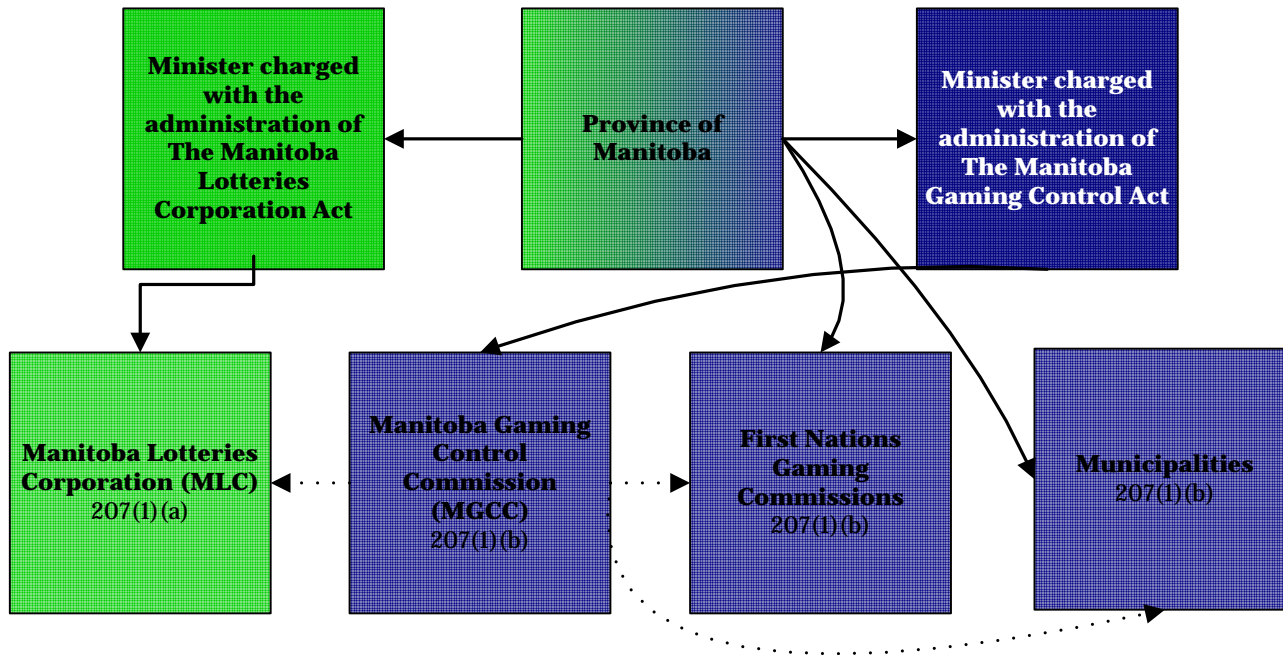 Minister charged
with the
administration of
The Manitoba
Lotteries
Corporation Act
Province of
Manitoba
Minister charged
with the
administration of
The Manitoba
Gaming Control Act
Manitoba Lotteries
Corporation (MLC)
207(1)(a)
Manitoba Gaming
Control
Commission
(MGCC)
207(1)(b)
First Nations
Gaming
Commissions
207(1)(b)
Municipalities
207(1)(b)